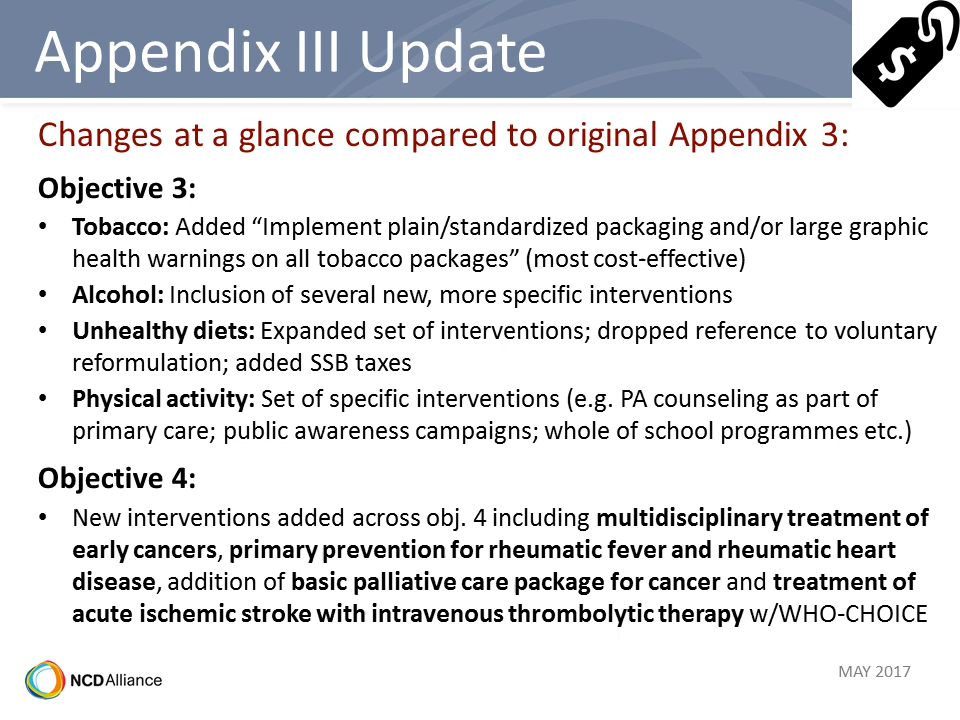 Appendix III Update
$
Changes at a glance compared to original Appendix 3:
Objective 3:
• Tobacco: Added “Implement plain/standardized packaging and/or large graphic
health warnings on all tobacco packages” (most cost-effective)
• Alcohol: Inclusion of several new, more specific interventions
• Unhealthy diets: Expanded set of interventions; dropped reference to voluntary
reformulation; added SSB taxes
• Physical activity: Set of specific interventions (e.g. PA counseling as part of
primary care; public awareness campaigns; whole of school programmes etc.)
Objective 4:
• New interventions added across obj. 4 including multidisciplinary treatment of
early cancers, primary prevention for rheumatic fever and rheumatic heart
disease, addition of basic palliative care package for cancer and treatment of
acute ischemic stroke with intravenous thrombolytic therapy w/WHO-CHOICE
NCD Alliance
MAY 2017